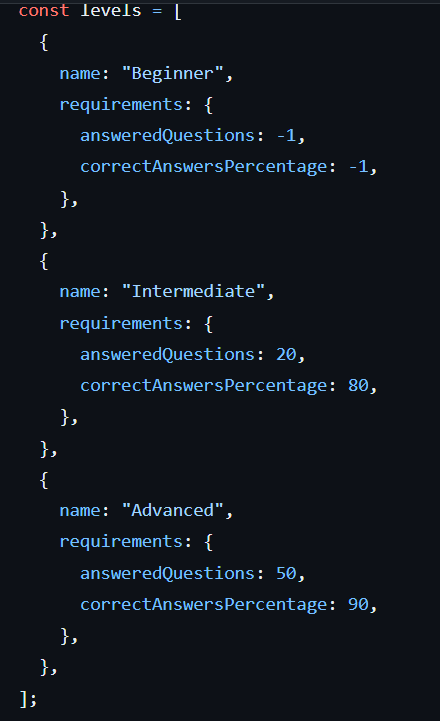 const levels = [
  {
    name: "Beginner",
    requirements: {
      answeredQuestions: -1,
      correctAnswersPercentage: -1,
    },
  },
  {
    name: "Intermediate",
    requirements: {
      answeredQuestions: 20,
      correctAnswersPercentage: 80,
    },
  },
  {
    name: "Advanced",
    requirements: {
      answeredQuestions: 50,
      correctAnswersPercentage: 90,
    },
  },
];